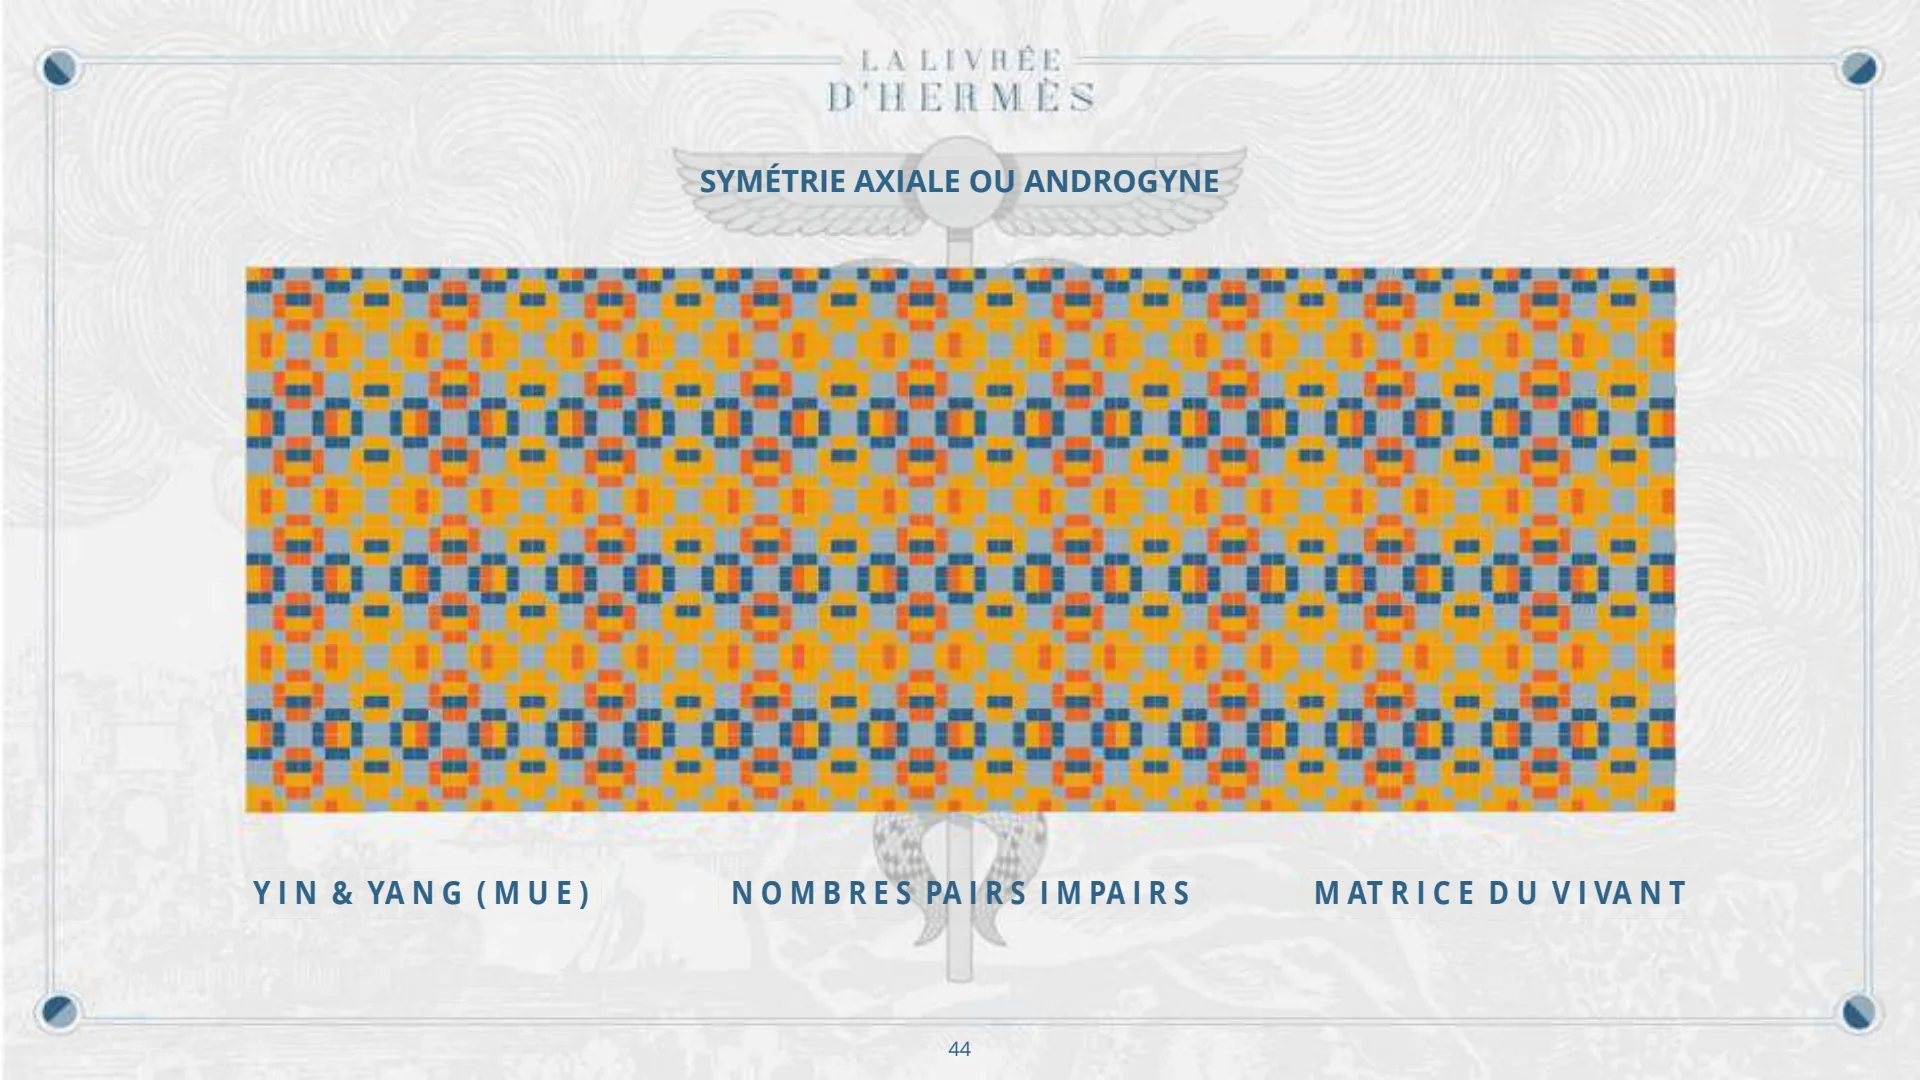 LA LIVRÉE
D'HERMÈS
SYMÉTRIE AXIALE OU ANDROGYNE
YIN & YANG (MUE)
NOMBRES PAIRS IMPAIRS
MATRICE DU VIVANT
44